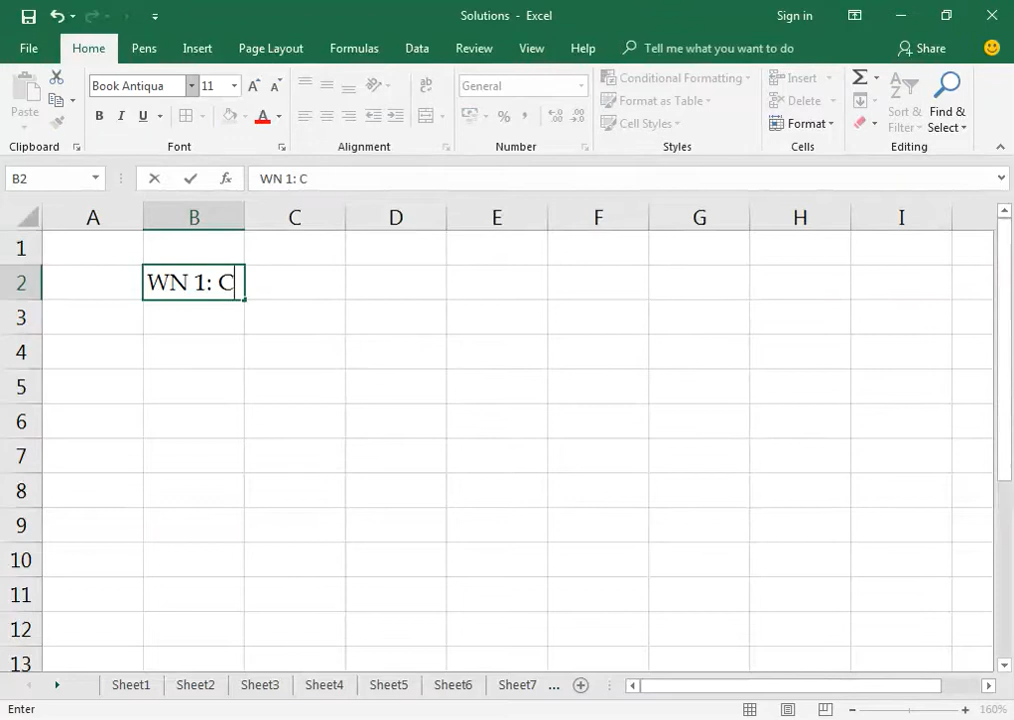 Solutions - Excel
Sign in
File Home Pens Insert Page Layout Formulas Data Review View Help Tell me what you want to do Share
Paste
Book Antiqua 11
B I U A
General
% ,
Conditional Formatting
Format as Table
Cell Styles
Insert
Delete
Format
Sort & Filter
Find & Select
Clipboard Font Alignment Number Styles Cells Editing
B2 fx WN 1: C
A B C D E F G H I
1
2 WN 1: C
3
4
5
6
7
8
9
10
11
12
13
Sheet1 Sheet2 Sheet3 Sheet4 Sheet5 Sheet6 Sheet7 ...
Enter 160%